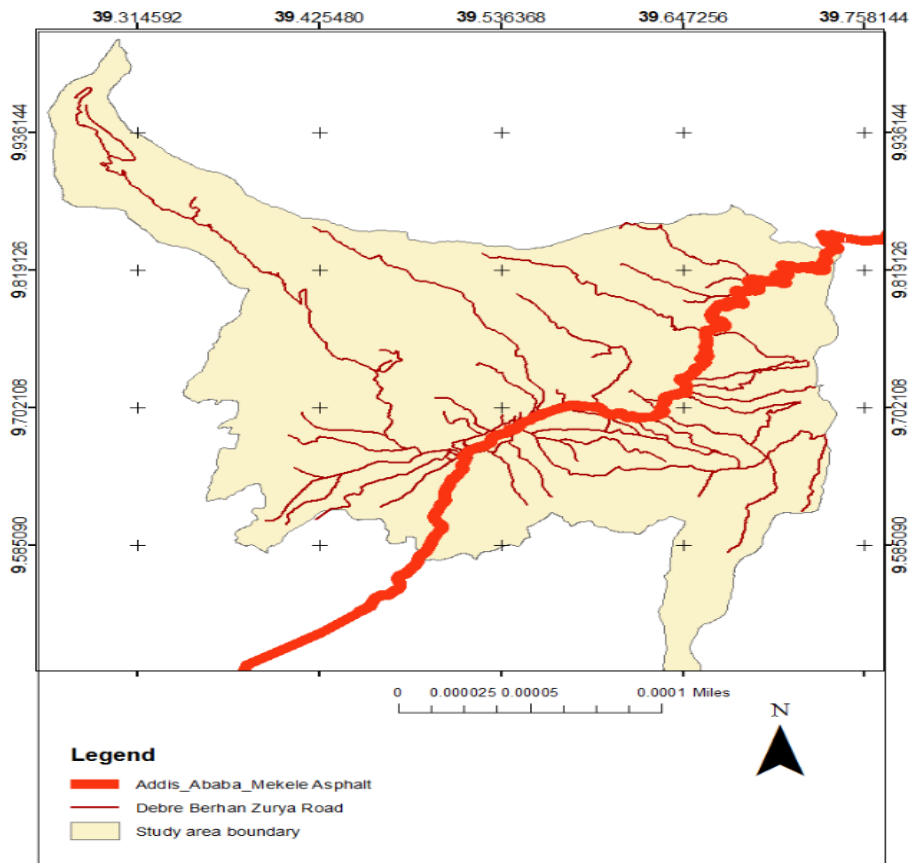 39.314592 39.425480 39.536368 39.647256 39.758144
9.936144 9.936144
9.819126 9.819126
9.702108 9.702108
9.585090 9.585090
0 0.000025 0.00005 0.0001 Miles
N
Legend
Addis_Ababa_Mekele Asphalt
Debre Berhan Zurya Road
Study area boundary